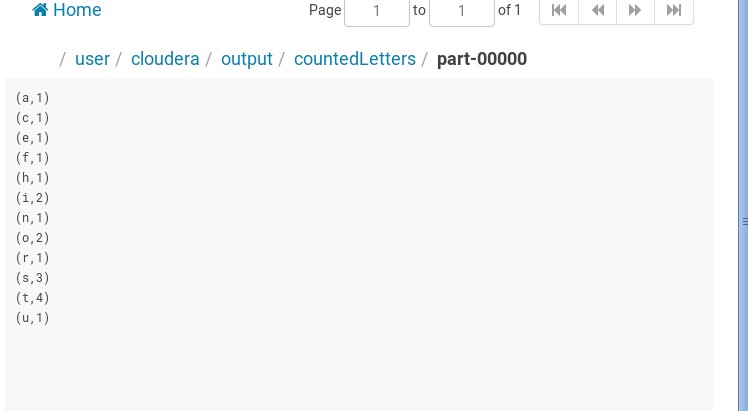 Home
Page 1 to 1 of 1
/ user / cloudera / output / countedLetters / part-00000
(a,1)
(c,1)
(e,1)
(f,1)
(h,1)
(i,2)
(n,1)
(o,2)
(r,1)
(s,3)
(t,4)
(u,1)